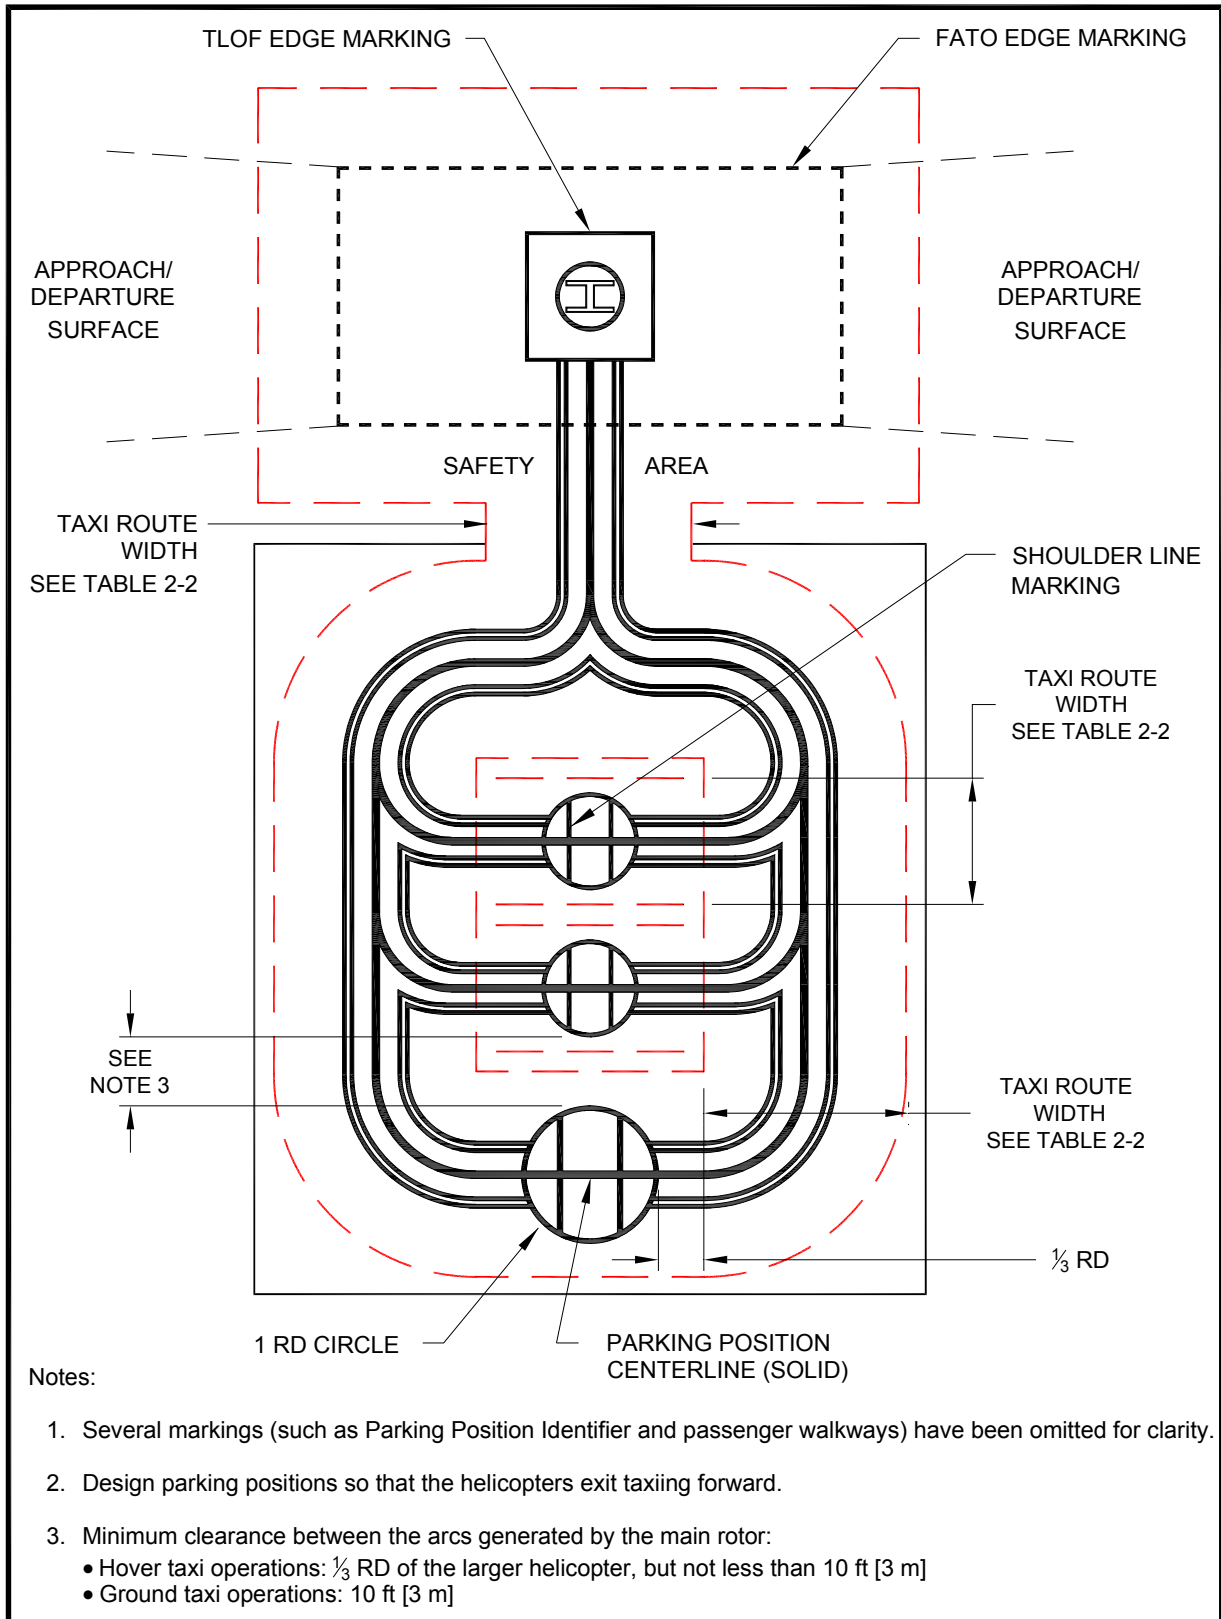 TLOF EDGE MARKING
FATO EDGE MARKING
APPROACH/
DEPARTURE
SURFACE
APPROACH/
DEPARTURE
SURFACE
H
SAFETY AREA
TAXI ROUTE
WIDTH
SEE TABLE 2-2
SHOULDER LINE
MARKING
TAXI ROUTE
WIDTH
SEE TABLE 2-2
SEE
NOTE 3
TAXI ROUTE
WIDTH
SEE TABLE 2-2
⅓ RD
1 RD CIRCLE
PARKING POSITION
CENTERLINE (SOLID)
Notes:
1. Several markings (such as Parking Position Identifier and passenger walkways) have been omitted for clarity.
2. Design parking positions so that the helicopters exit taxiing forward.
3. Minimum clearance between the arcs generated by the main rotor:
• Hover taxi operations: ⅓ RD of the larger helicopter, but not less than 10 ft [3 m]
• Ground taxi operations: 10 ft [3 m]